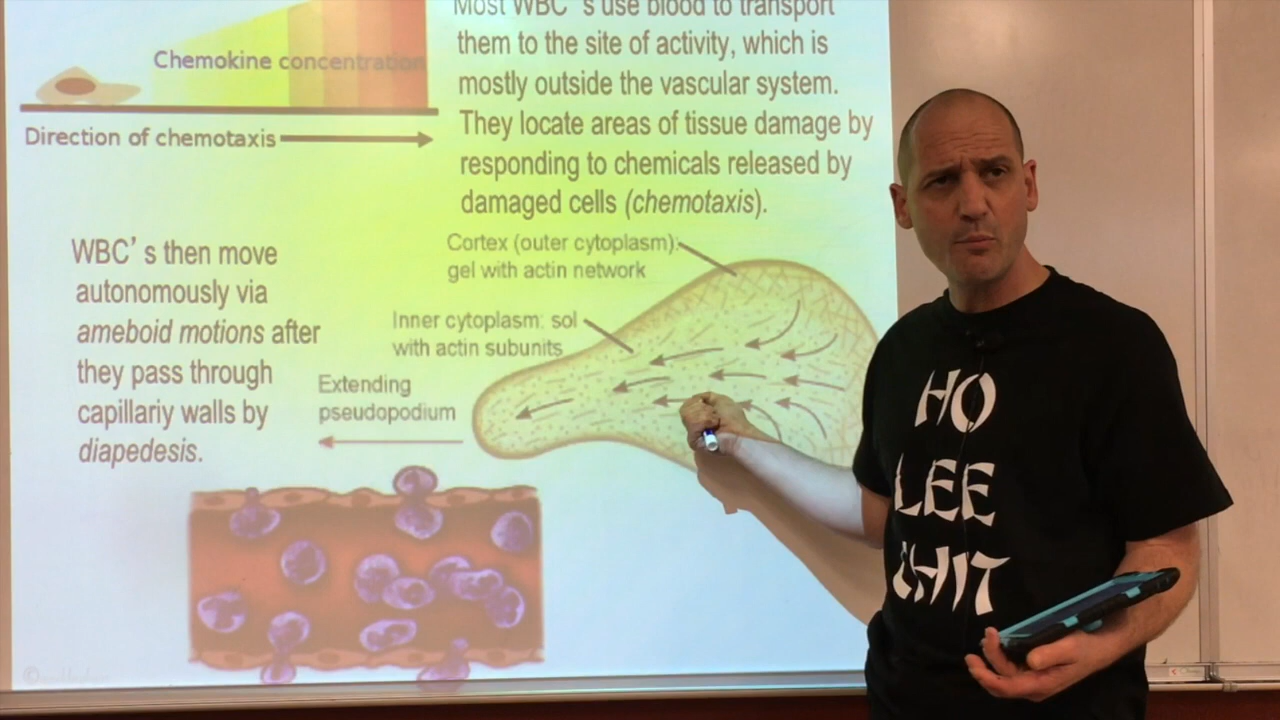 Most WBC's use blood to transport
them to the site of activity, which is
mostly outside the vascular system.
They locate areas of tissue damage by
responding to chemicals released by
damaged cells (chemotaxis).
Chemokine concentration
Direction of chemotaxis
WBC's then move
autonomously via
ameboid motions after
they pass through
capillariy walls by
diapedesis.
Cortex (outer cytoplasm):
gel with actin network
Inner cytoplasm: sol
with actin subunits
Extending
pseudopodium
HO
LEE
CHIT